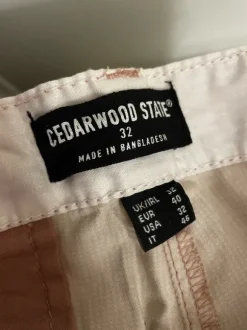 CEDARWOOD STATE®
32
MADE IN BANGLADESH
UK/IRL 32
EUR 40
USA 32
IT 46